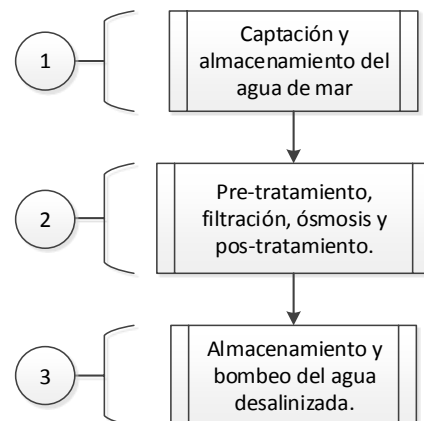 1
Captación y
almacenamiento del
agua de mar
2
Pre-tratamiento,
filtración, ósmosis y
pos-tratamiento.
3
Almacenamiento y
bombeo del agua
desalinizada.